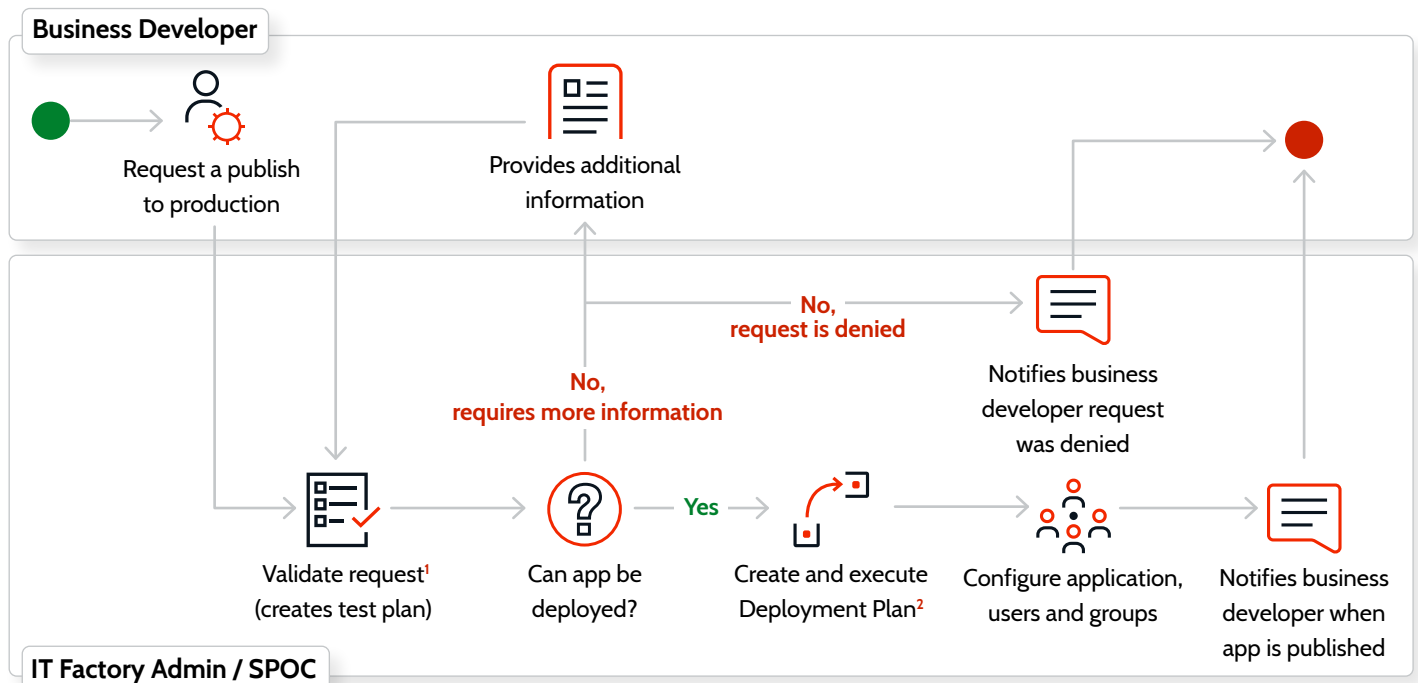 Business Developer
Request a publish
to production
Provides additional
information
No,
request is denied
No,
requires more information
Notifies business
developer request
was denied
Validate request¹
(creates test plan)
Can app be
deployed?
Yes
Create and execute
Deployment Plan²
Configure application,
users and groups
Notifies business
developer when
app is published
IT Factory Admin / SPOC